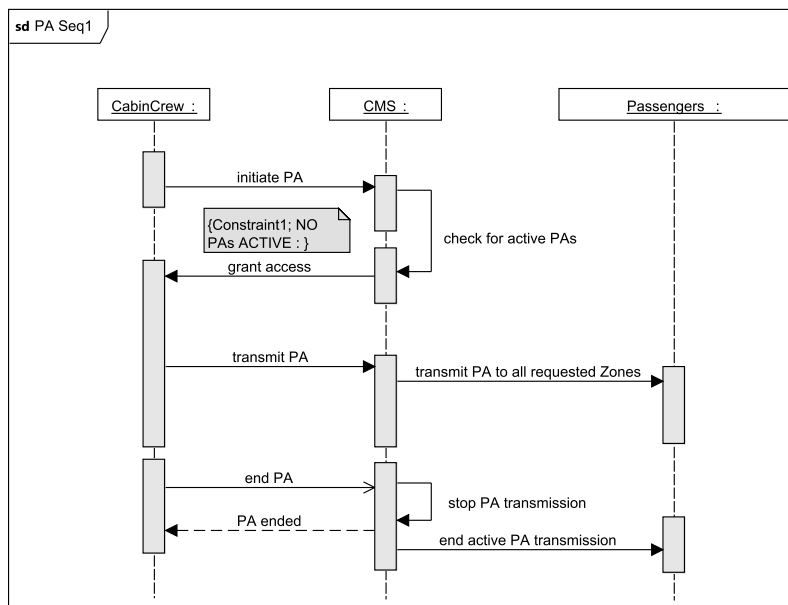 sd PA Seq1
CabinCrew :
CMS :
Passengers :
initiate PA
{Constraint1; NO
PAs ACTIVE : }
check for active PAs
grant access
transmit PA
transmit PA to all requested Zones
end PA
stop PA transmission
PA ended
end active PA transmission